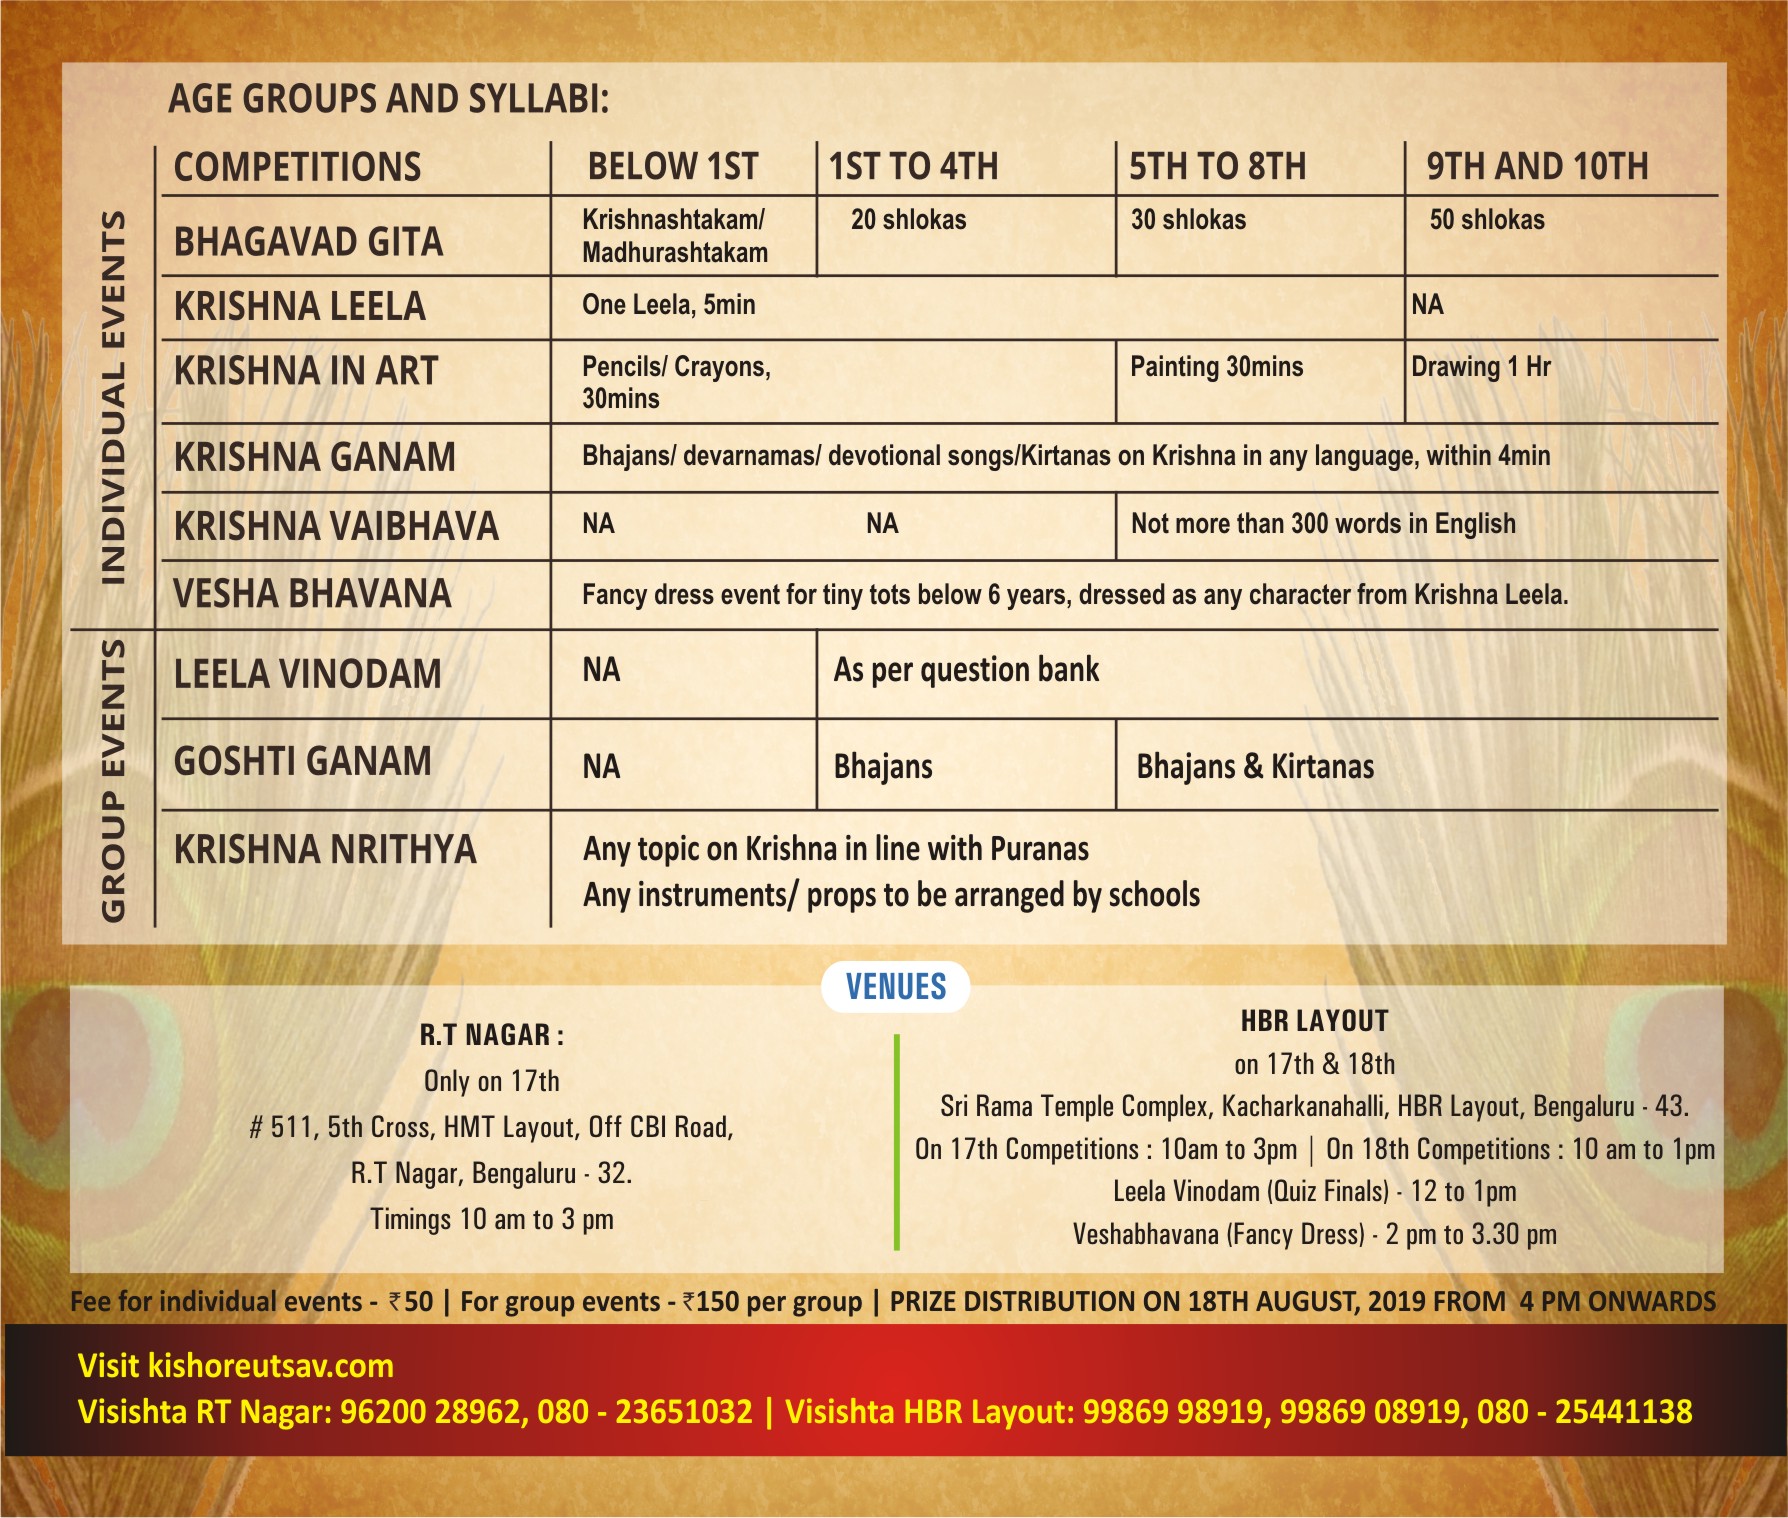 AGE GROUPS AND SYLLABI:
COMPETITIONS BELOW 1ST 1ST TO 4TH 5TH TO 8TH 9TH AND 10TH
INDIVIDUAL EVENTS
BHAGAVAD GITA Krishnashtakam/ 20 shlokas 30 shlokas 50 shlokas
Madhurashtakam
KRISHNA LEELA One Leela, 5min NA
KRISHNA IN ART Pencils/ Crayons, Painting 30mins Drawing 1 Hr
30mins
KRISHNA GANAM Bhajans/ devarnamas/ devotional songs/Kirtanas on Krishna in any language, within 4min
KRISHNA VAIBHAVA NA NA Not more than 300 words in English
VESHA BHAVANA Fancy dress event for tiny tots below 6 years, dressed as any character from Krishna Leela.
GROUP EVENTS
LEELA VINODAM NA As per question bank
GOSHTI GANAM NA Bhajans Bhajans & Kirtanas
KRISHNA NRITHYA Any topic on Krishna in line with Puranas
Any instruments/ props to be arranged by schools
VENUES
R.T NAGAR :
Only on 17th
# 511, 5th Cross, HMT Layout, Off CBI Road,
R.T Nagar, Bengaluru - 32.
Timings 10 am to 3 pm
HBR LAYOUT
on 17th & 18th
Sri Rama Temple Complex, Kacharkanahalli, HBR Layout, Bengaluru - 43.
On 17th Competitions : 10am to 3pm | On 18th Competitions : 10 am to 1pm
Leela Vinodam (Quiz Finals) - 12 to 1pm
Veshabhavana (Fancy Dress) - 2 pm to 3.30 pm
Fee for individual events - ₹50 | For group events - ₹150 per group | PRIZE DISTRIBUTION ON 18TH AUGUST, 2019 FROM 4 PM ONWARDS
Visit kishoreutsav.com
Visishta RT Nagar: 96200 28962, 080 - 23651032 | Visishta HBR Layout: 99869 98919, 99869 08919, 080 - 25441138